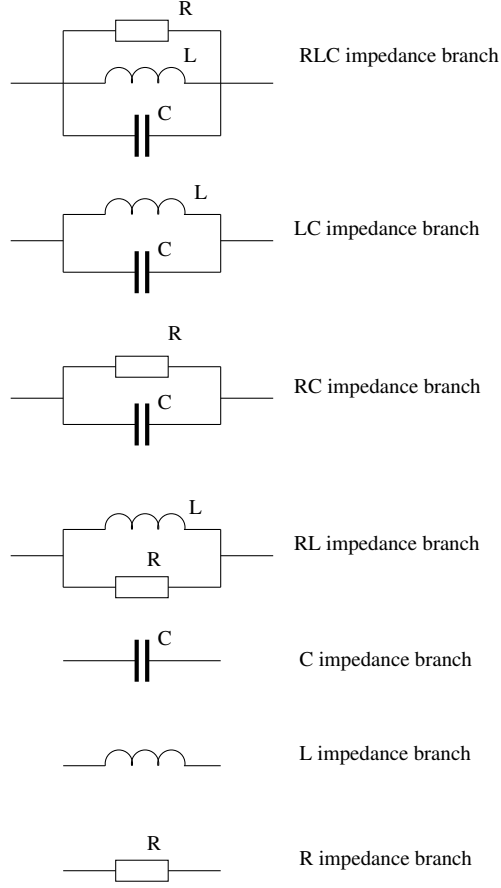 R
L
RLC impedance branch
C
L
LC impedance branch
C
R
RC impedance branch
C
L
RL impedance branch
R
C
C impedance branch
L impedance branch
R
R impedance branch